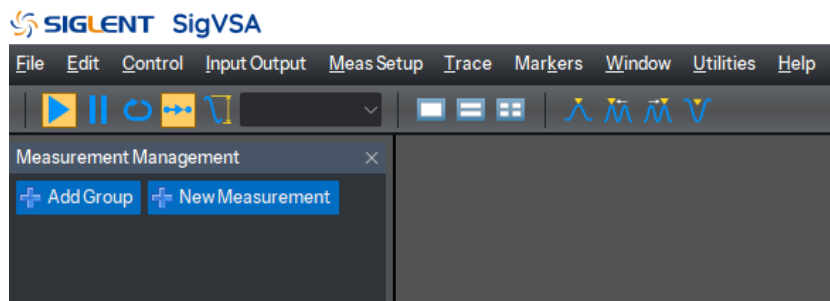 SIGLENT SigVSA
File Edit Control Input Output Meas Setup Trace Markers Window Utilities Help
Measurement Management
Add Group New Measurement